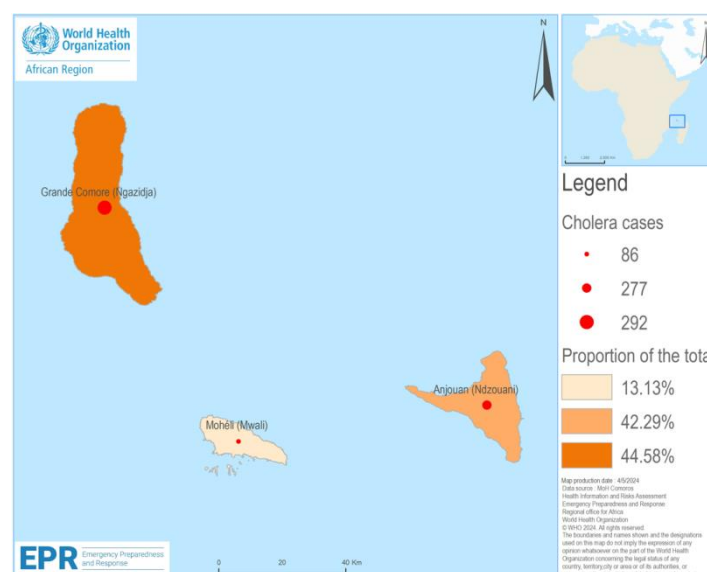 World Health
Organization
African Region
N
N
Grande Comore (Ngazidja)
Anjouan (Ndzouani)
Mohéli (Mwali)
Legend
Cholera cases
86
277
292
Proportion of the tota
13.13%
42.29%
44.58%
Map production date : 4/5/2024
Data source : MoH Comoros
Health Information and Risks Assessment
Emergency Preparedness and Response
Regional office for Africa
World Health Organization
© WHO 2024. All rights reserved
The boundaries and names shown and the designations
used on this map do not imply the expression of any
opinion whatsoever on the part of the World Health
Organization concerning the legal status of any
country, territory,city or area or of its authorities, or
EPR
Emergency Preparedness
and Response
0 20 40 Km